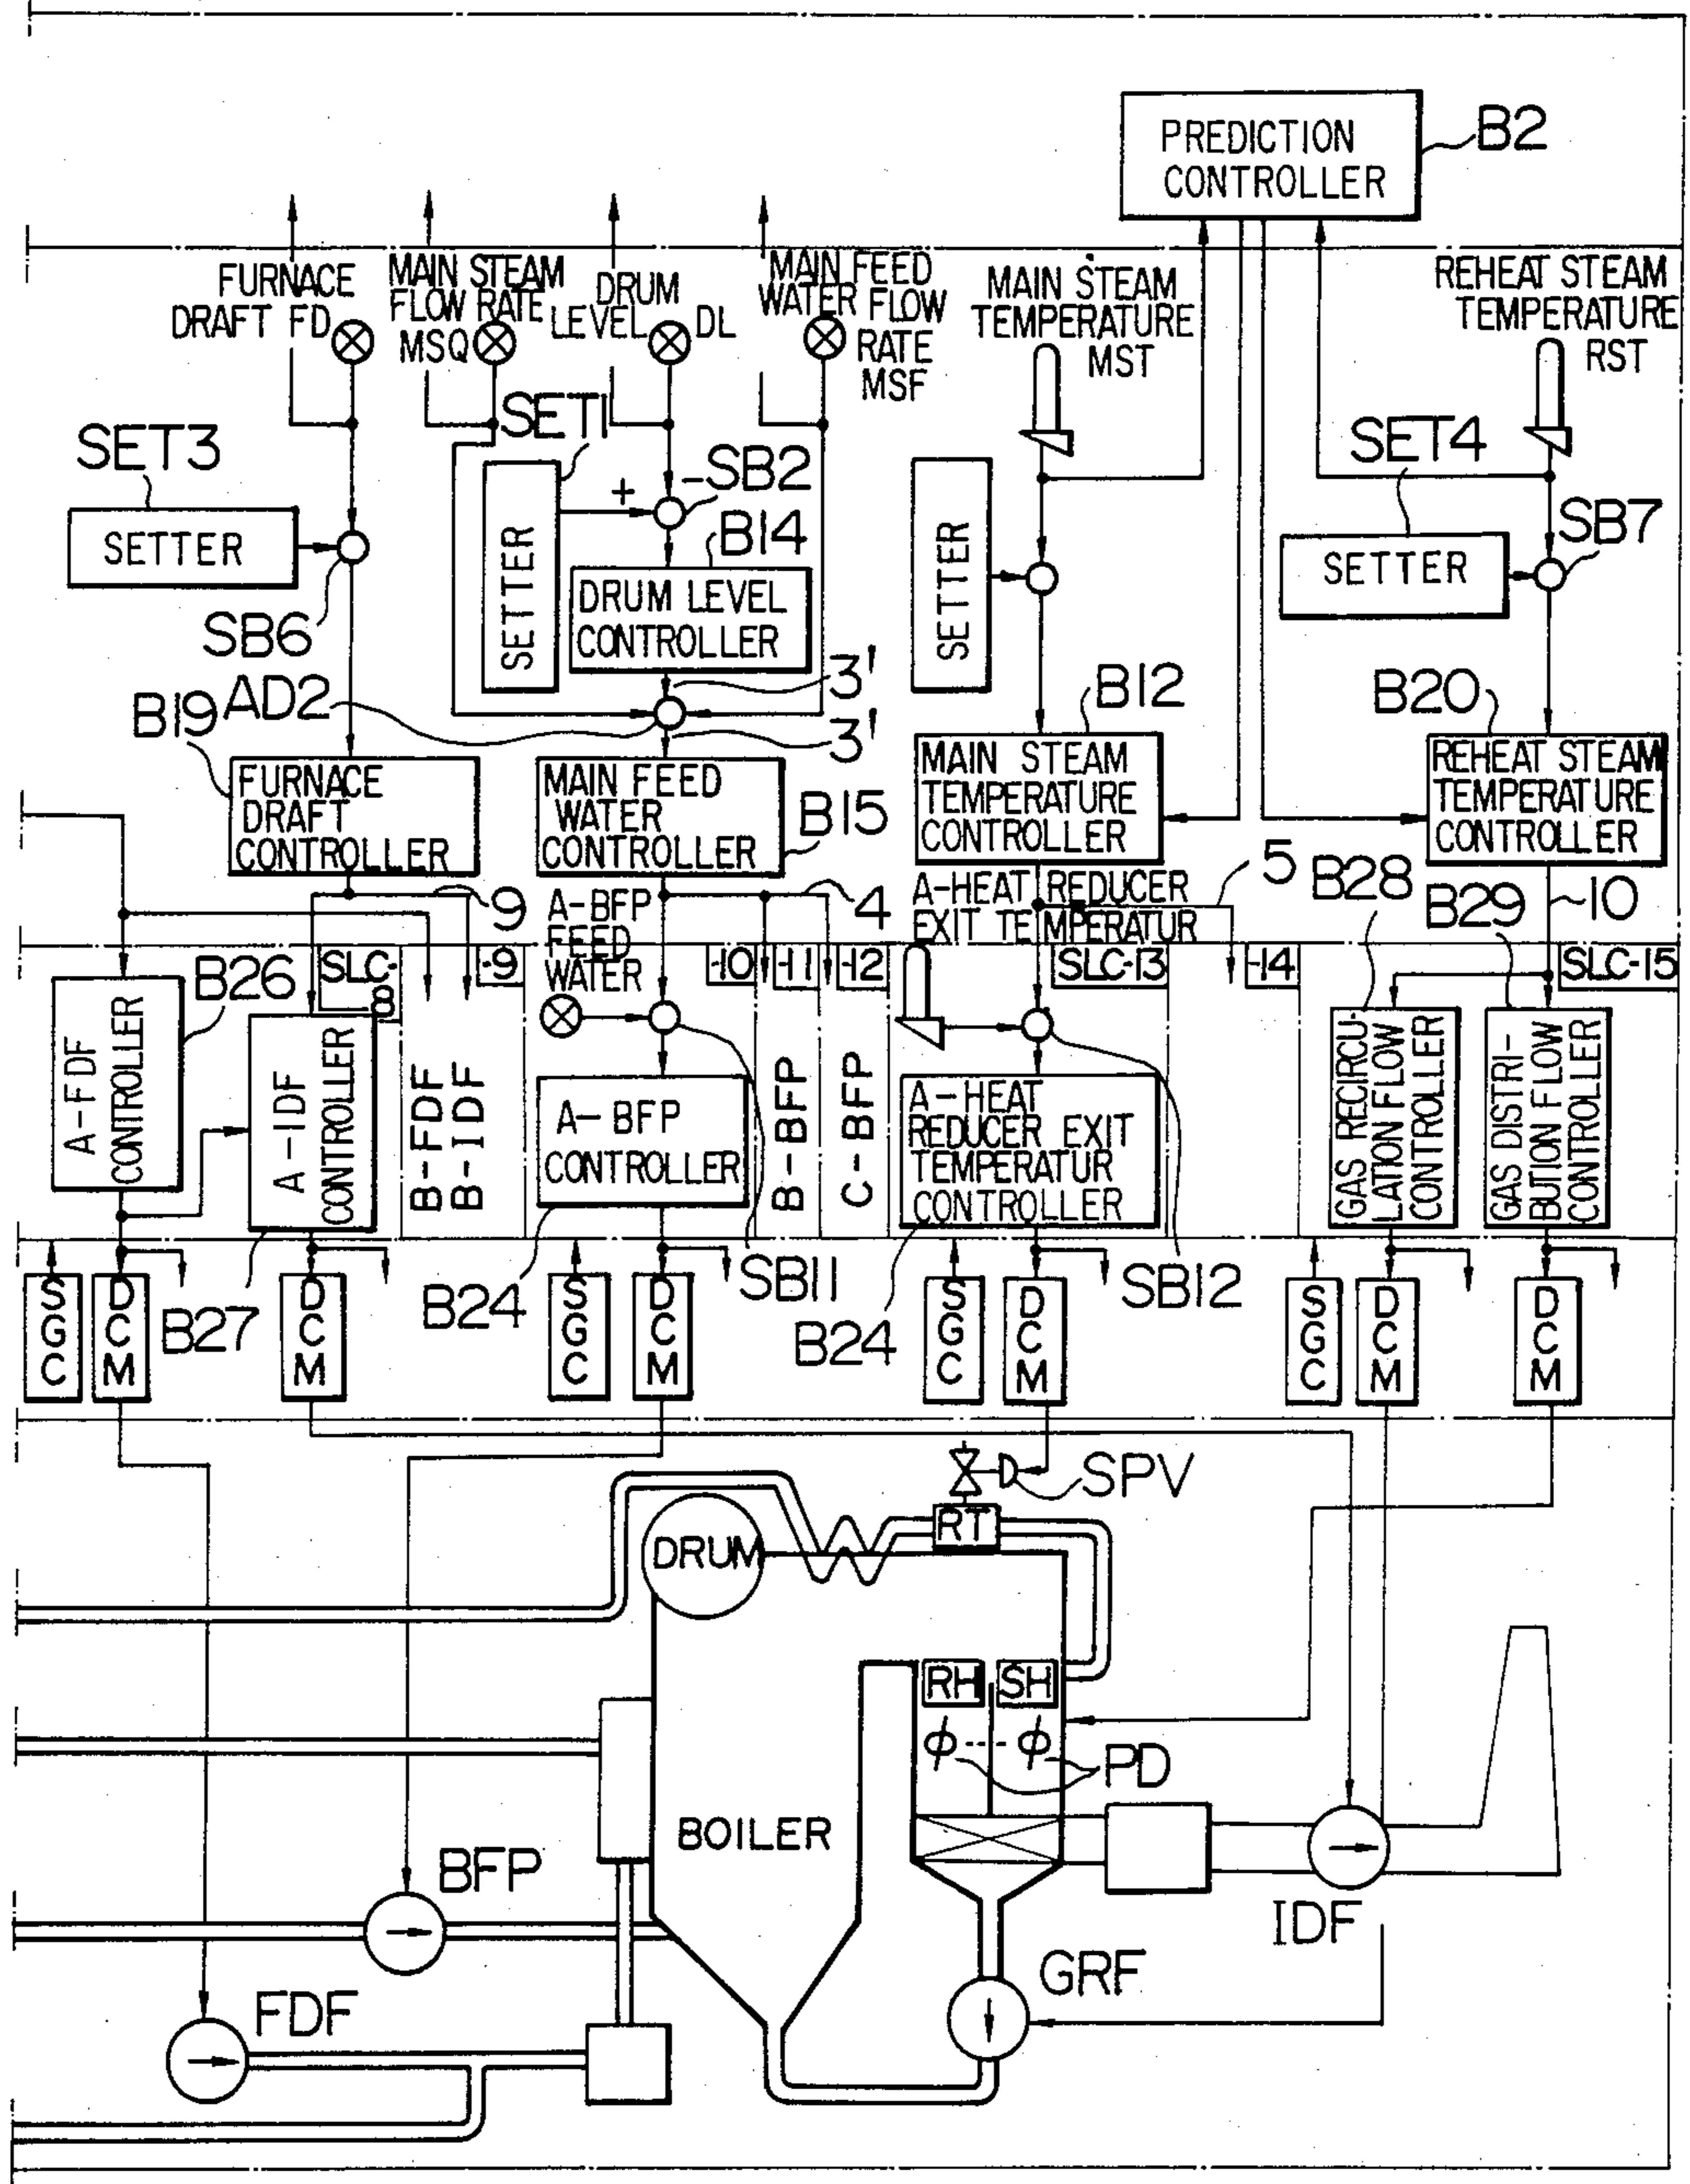 PREDICTION
CONTROLLER
B2
FURNACE
DRAFT FD
MAIN STEAM
FLOW RATE
MSQ
DRUM
LEVEL
DL
MAIN FEED
WATER FLOW
RATE
MSF
MAIN STEAM
TEMPERATURE
MST
REHEAT STEAM
TEMPERATURE
RST
SET3
SETTER
SB6
SET1
SETTER
+
-
SB2
B14
DRUM LEVEL
CONTROLLER
3'
AD2
3'
SETTER
SET4
SETTER
SB7
B19
FURNACE
DRAFT
CONTROLLER
MAIN FEED
WATER
CONTROLLER
B15
B12
MAIN STEAM
TEMPERATURE
CONTROLLER
B20
REHEAT STEAM
TEMPERATURE
CONTROLLER
9
A-BFP
FEED
WATER
4
A-HEAT REDUCER
EXIT TEMPERATUR
5
B28
B29
10
B26
SLC-
8
-9
-10
-11
-12
SLC-13
-14
SLC-15
A-FDF
CONTROLLER
A-IDF
CONTROLLER
B-FDF
B-IDF
A-BFP
CONTROLLER
B-BFP
C-BFP
A-HEAT
REDUCER EXIT
TEMPERATUR
CONTROLLER
GAS RECIRCU-
LATION FLOW
CONTROLLER
GAS DISTRI-
BUTION FLOW
CONTROLLER
SGC
DCM
B27
DCM
B24
SGC
DCM
SB11
B24
SGC
DCM
SB12
SGC
DCM
DCM
SPV
RT
DRUM
RH
SH
PD
BOILER
BFP
IDF
GRF
FDF